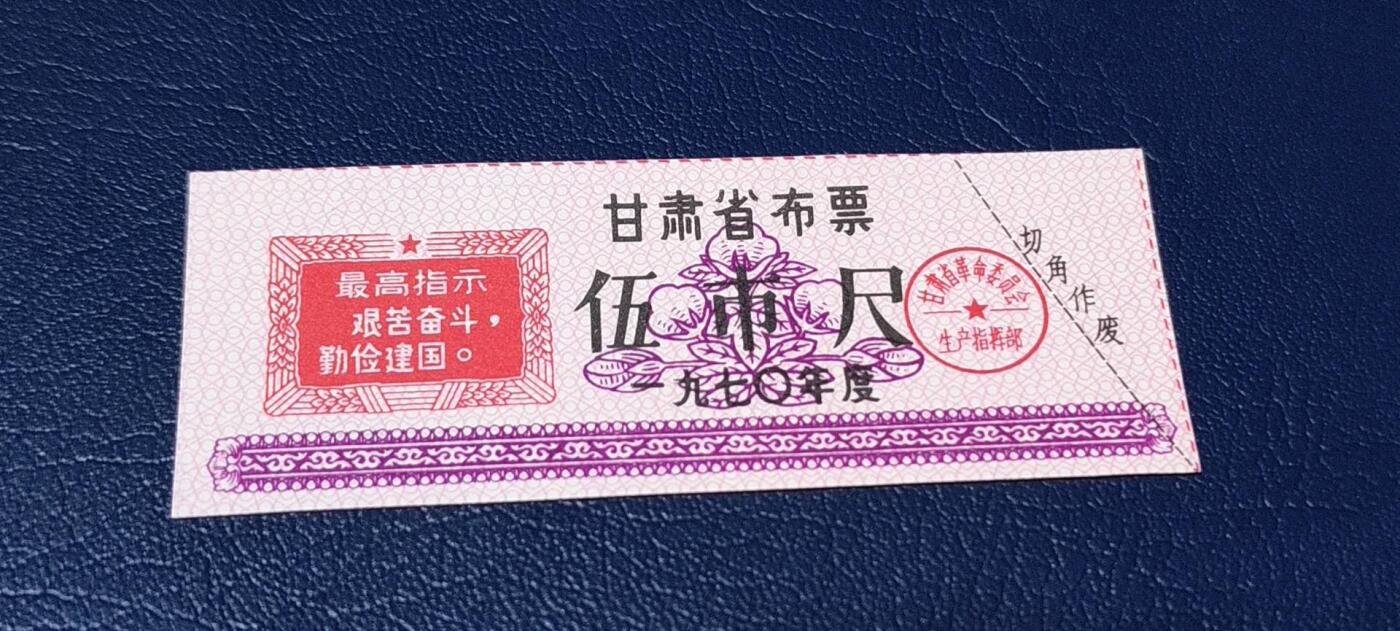 最高指示
艰苦奋斗，
勤俭建国。
甘肃省布票
伍市尺
一九七〇年度
甘肃省革命委员会
生产指挥部
切角作废